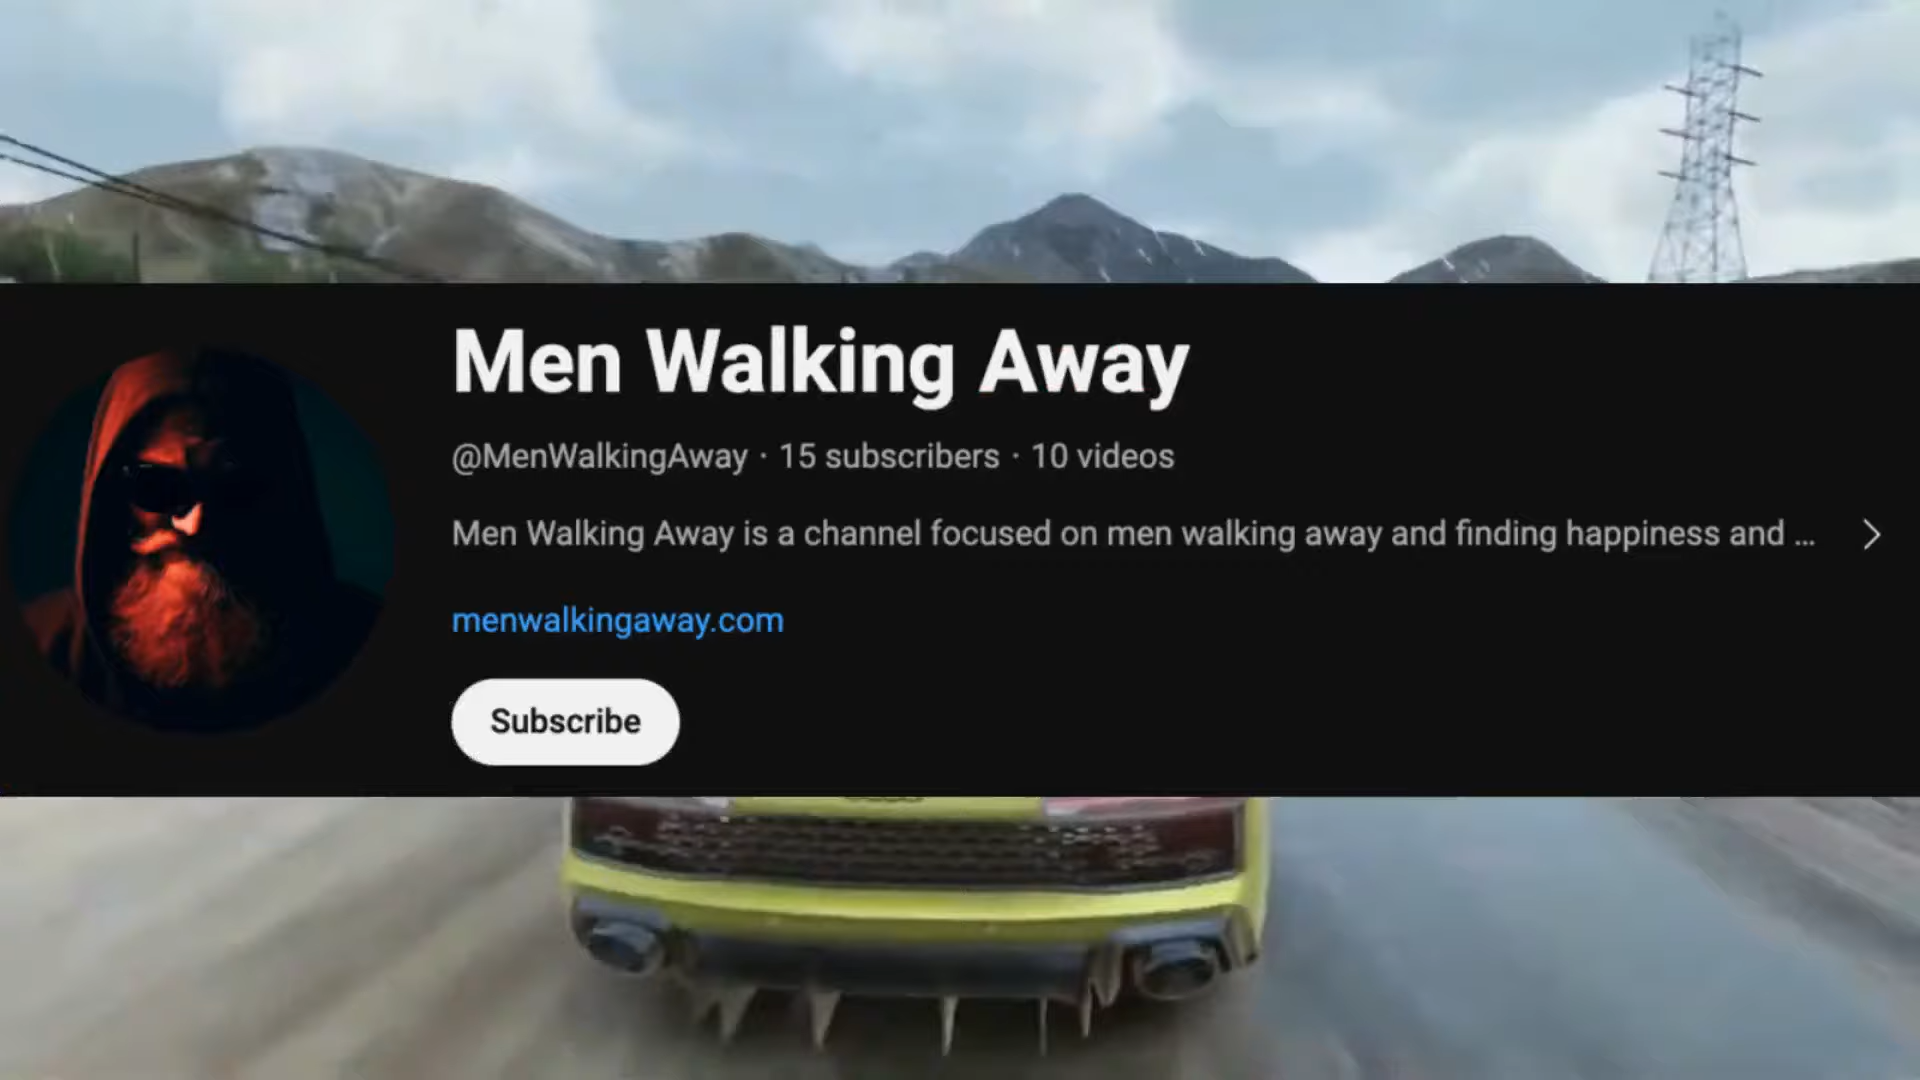 Men Walking Away
@MenWalkingAway · 15 subscribers · 10 videos
Men Walking Away is a channel focused on men walking away and finding happiness and ...
menwalkingaway.com
Subscribe